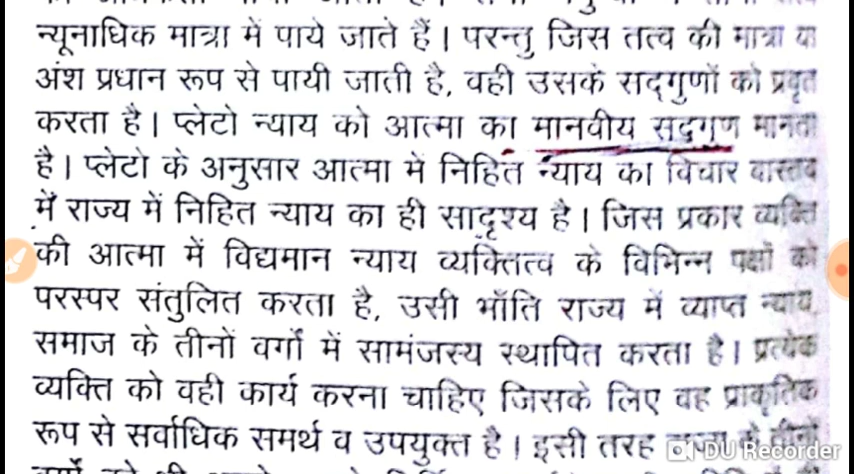 न्यूनाधिक मात्रा में पाये जाते हैं। परन्तु जिस तत्व की मात्रा या
अंश प्रधान रूप से पायी जाती है, वही उसके सद्गुणों को प्रवृत
करता है। प्लेटो न्याय को आत्मा का मानवीय सद्गुण मानता
है। प्लेटो के अनुसार आत्मा में निहित न्याय का विचार वास्तव
में राज्य में निहित न्याय का ही सादृश्य है। जिस प्रकार व्यक्ति
की आत्मा में विद्यमान न्याय व्यक्तित्व के विभिन्न पक्षों को
परस्पर संतुलित करता है, उसी भाँति राज्य में व्याप्त न्याय
समाज के तीनों वर्गों में सामंजस्य स्थापित करता है। प्रत्येक
व्यक्ति को वही कार्य करना चाहिए जिसके लिए वह प्राकृतिक
रूप से सर्वाधिक समर्थ व उपयुक्त है। इसी तरह
DU Recorder